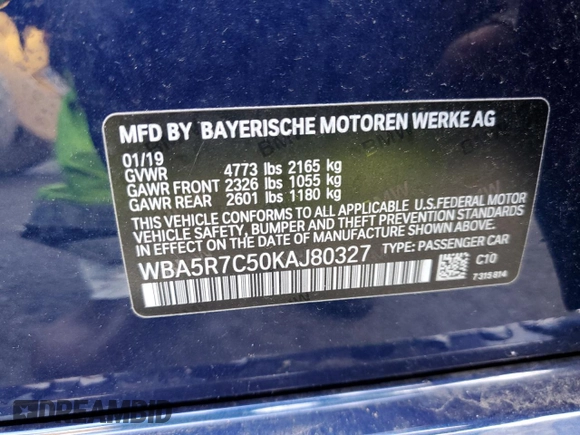 MFD BY BAYERISCHE MOTOREN WERKE AG
01/19
GVWR 4773 lbs 2165 kg
GAWR FRONT 2326 lbs 1055 kg
GAWR REAR 2601 lbs 1180 kg
THIS VEHICLE CONFORMS TO ALL APPLICABLE U.S.FEDERAL MOTOR
VEHICLE SAFETY, BUMPER AND THEFT PREVENTION STANDARDS
IN EFFECT ON THE DATE OF MANUFACTURE SHOWN ABOVE.
WBA5R7C50KAJ80327 TYPE: PASSENGER CAR
C10
7315814
DREAMBID